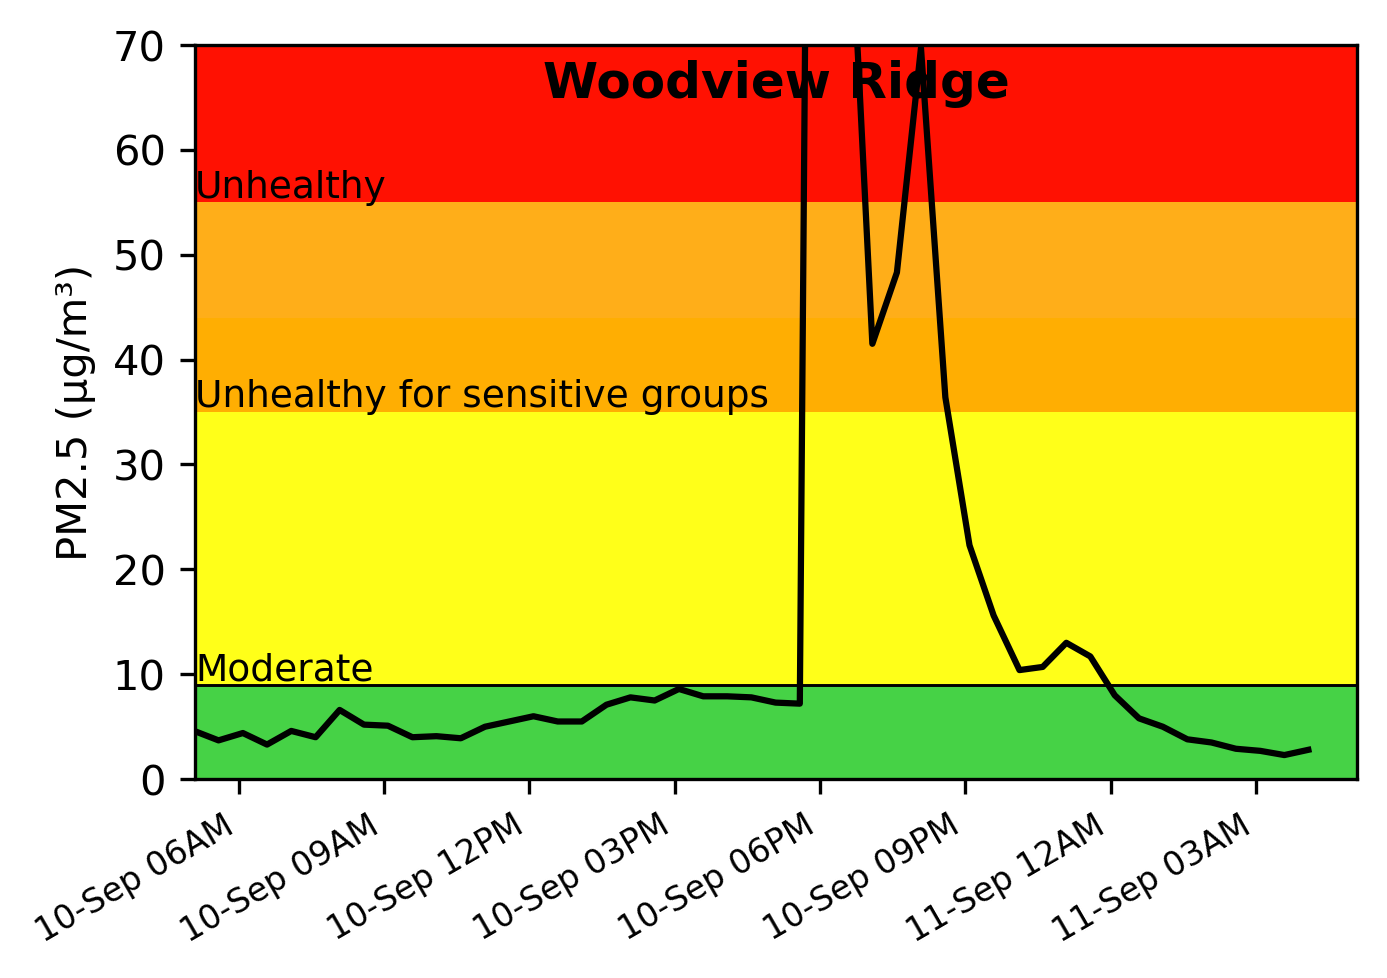 Woodview Ridge
PM2.5 (µg/m³)
70
60
50
40
30
20
10
0
Unhealthy
Unhealthy for sensitive groups
Moderate
10-Sep 06AM
10-Sep 09AM
10-Sep 12PM
10-Sep 03PM
10-Sep 06PM
10-Sep 09PM
11-Sep 12AM
11-Sep 03AM